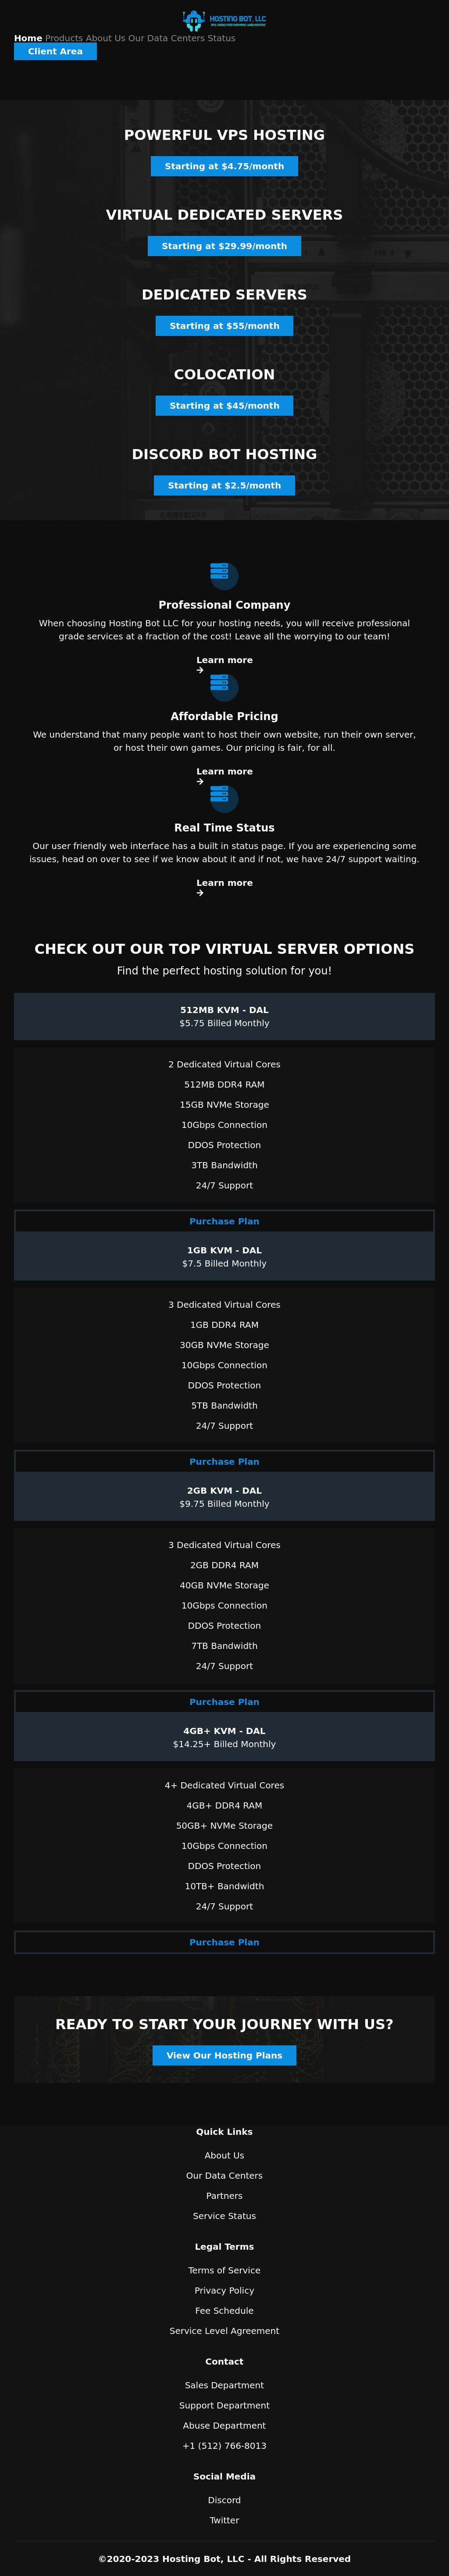 HOSTING BOT, LLC
Home Products About Us Our Data Centers Status
Client Area
POWERFUL VPS HOSTING
Starting at $4.75/month
VIRTUAL DEDICATED SERVERS
Starting at $29.99/month
DEDICATED SERVERS
Starting at $55/month
COLOCATION
Starting at $45/month
DISCORD BOT HOSTING
Starting at $2.5/month
Professional Company
When choosing Hosting Bot LLC for your hosting needs, you will receive professional
grade services at a fraction of the cost! Leave all the worrying to our team!
Learn more
→
Affordable Pricing
We understand that many people want to host their own website, run their own server,
or host their own games. Our pricing is fair, for all.
Learn more
→
Real Time Status
Our user friendly web interface has a built in status page. If you are experiencing some
issues, head on over to see if we know about it and if not, we have 24/7 support waiting.
Learn more
→
CHECK OUT OUR TOP VIRTUAL SERVER OPTIONS
Find the perfect hosting solution for you!
512MB KVM - DAL
$5.75 Billed Monthly
2 Dedicated Virtual Cores
512MB DDR4 RAM
15GB NVMe Storage
10Gbps Connection
DDOS Protection
3TB Bandwidth
24/7 Support
Purchase Plan
1GB KVM - DAL
$7.5 Billed Monthly
3 Dedicated Virtual Cores
1GB DDR4 RAM
30GB NVMe Storage
10Gbps Connection
DDOS Protection
5TB Bandwidth
24/7 Support
Purchase Plan
2GB KVM - DAL
$9.75 Billed Monthly
3 Dedicated Virtual Cores
2GB DDR4 RAM
40GB NVMe Storage
10Gbps Connection
DDOS Protection
7TB Bandwidth
24/7 Support
Purchase Plan
4GB+ KVM - DAL
$14.25+ Billed Monthly
4+ Dedicated Virtual Cores
4GB+ DDR4 RAM
50GB+ NVMe Storage
10Gbps Connection
DDOS Protection
10TB+ Bandwidth
24/7 Support
Purchase Plan
READY TO START YOUR JOURNEY WITH US?
View Our Hosting Plans
Quick Links
About Us
Our Data Centers
Partners
Service Status
Legal Terms
Terms of Service
Privacy Policy
Fee Schedule
Service Level Agreement
Contact
Sales Department
Support Department
Abuse Department
+1 (512) 766-8013
Social Media
Discord
Twitter
©2020-2023 Hosting Bot, LLC - All Rights Reserved